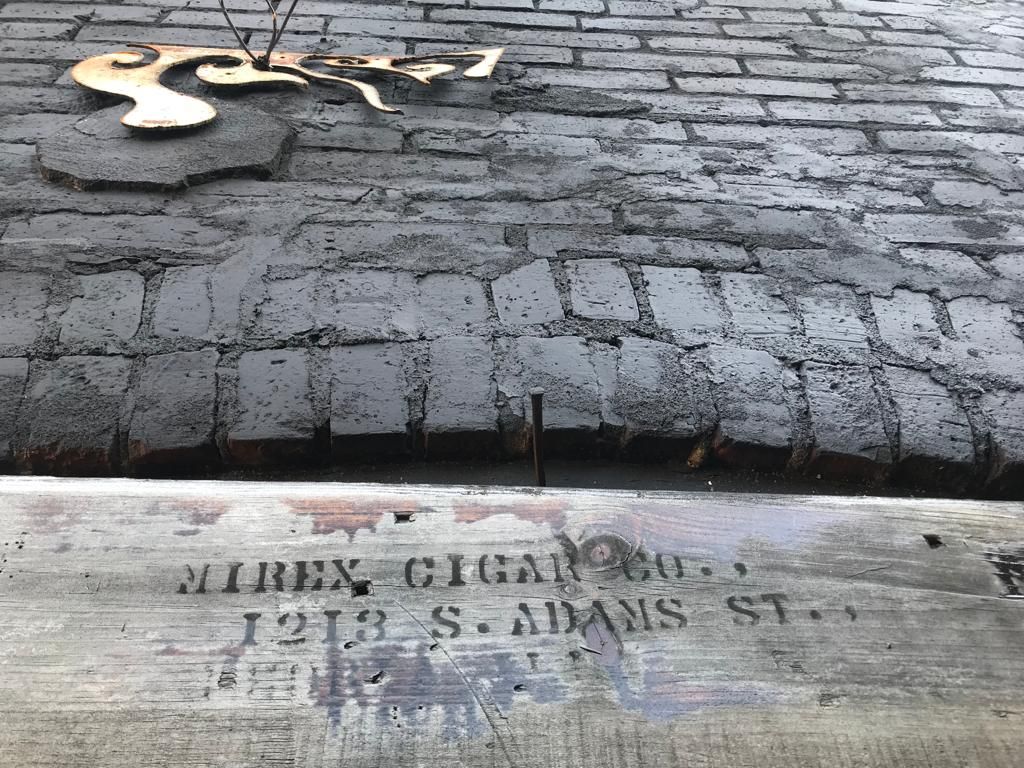 MIREX CIGAR CO.,
1213 S. ADAMS ST.,